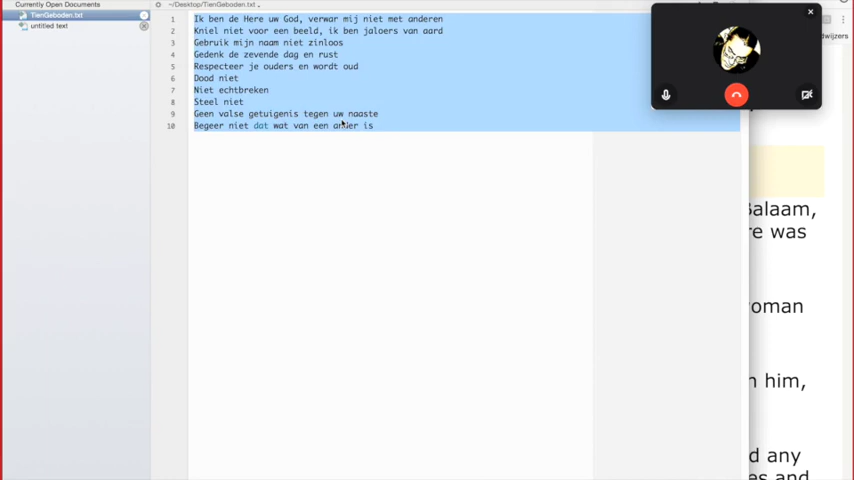 Currently Open Documents
TienGeboden.txt
untitled text
~/Desktop/TienGeboden.txt
1 Ik ben de Here uw God, verwar mij niet met anderen
2 Kniel niet voor een beeld, ik ben jaloers van aard
3 Gebruik mijn naam niet zinloos
4 Gedenk de zevende dag en rust
5 Respecteer je ouders en wordt oud
6 Dood niet
7 Niet echtbreken
8 Steel niet
9 Geen valse getuigenis tegen uw naaste
10 Begeer niet dat wat van een ander is
dwijzers
Balaam,
re was
woman
n him,
d any
es and